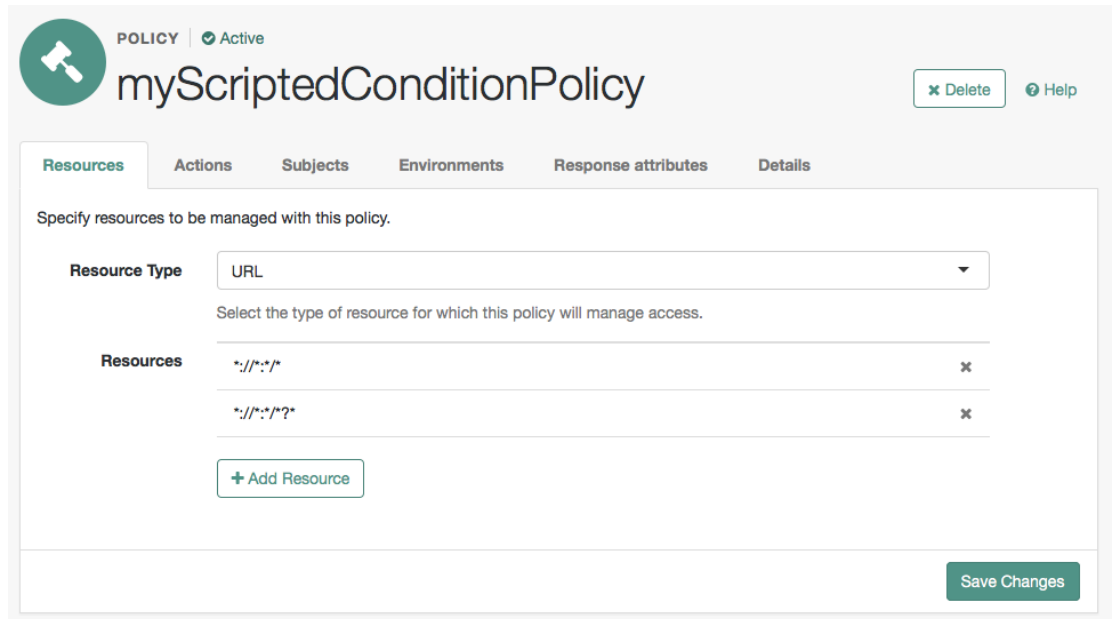 POLICY Active
myScriptedConditionPolicy
Delete Help
Resources Actions Subjects Environments Response attributes Details
Specify resources to be managed with this policy.
Resource Type URL
Select the type of resource for which this policy will manage access.
Resources *://*:*/*
*://*:*/*?*
+ Add Resource
Save Changes